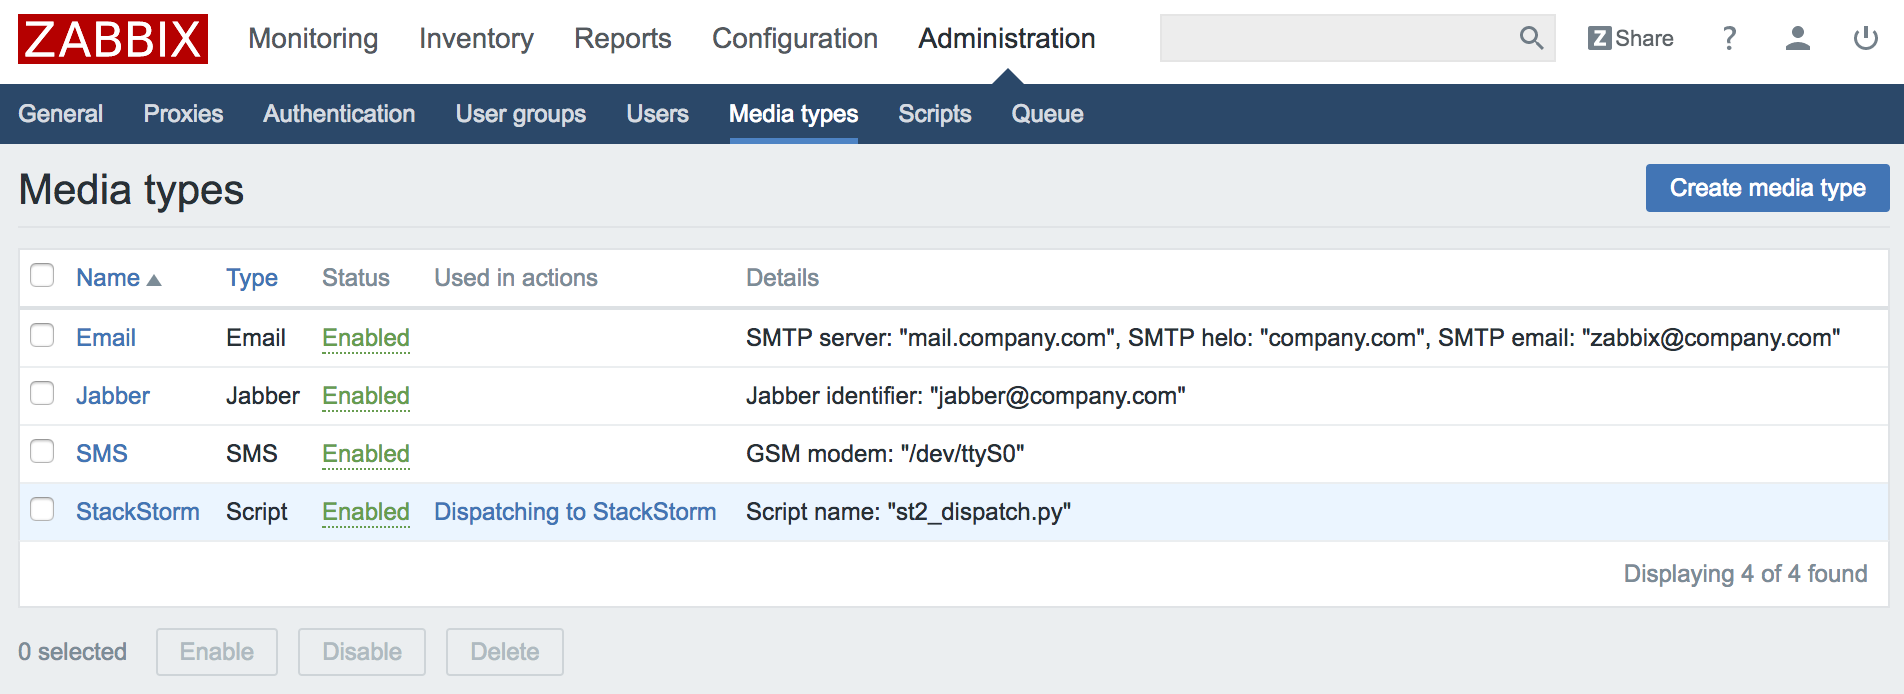 ZABBIX Monitoring Inventory Reports Configuration Administration Z Share ?
General Proxies Authentication User groups Users Media types Scripts Queue
Media types Create media type
Name Type Status Used in actions Details
Email Email Enabled SMTP server: "mail.company.com", SMTP helo: "company.com", SMTP email: "zabbix@company.com"
Jabber Jabber Enabled Jabber identifier: "jabber@company.com"
SMS SMS Enabled GSM modem: "/dev/ttyS0"
StackStorm Script Enabled Dispatching to StackStorm Script name: "st2_dispatch.py"
Displaying 4 of 4 found
0 selected Enable Disable Delete